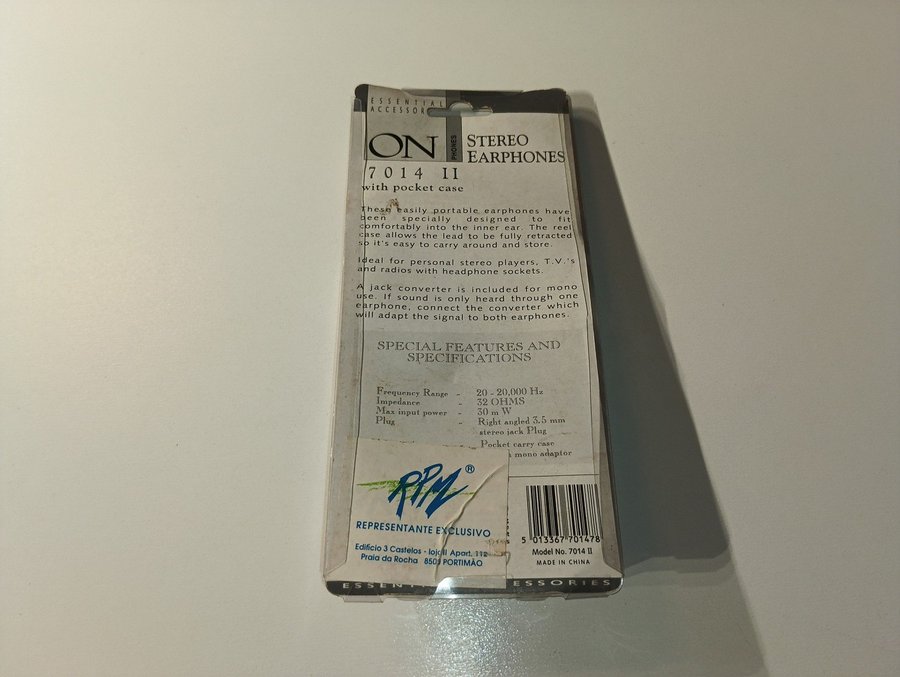 ESSENTIAL
ACCESSOR
ON
PHONES
STEREO
EARPHONES
7014 II
with pocket case
These easily portable earphones have
been specially designed to fit
comfortably into the inner ear. The reel
case allows the lead to be fully retracted
so it's easy to carry around and store.
Ideal for personal stereo players, T.V.'s
and radios with headphone sockets.
A jack converter is included for mono
use. If sound is only heard through one
earphone, connect the converter which
will adapt the signal to both earphones.
SPECIAL FEATURES AND
SPECIFICATIONS
Frequency Range - 20 - 20,000 Hz
Impedance - 32 OHMS
Max input power - 30 m W
Plug - Right angled 3.5 mm
stereo jack Plug
Pocket carry case
mono adaptor
RPM®
REPRESENTANTE EXCLUSIVO
Edifício 3 Castelos - loja II Apart. 112
Praia da Rocha 8501 PORTIMÃO
5 013367 701478
Model No. 7014 II
MADE IN CHINA
ESSEN ESSORIES